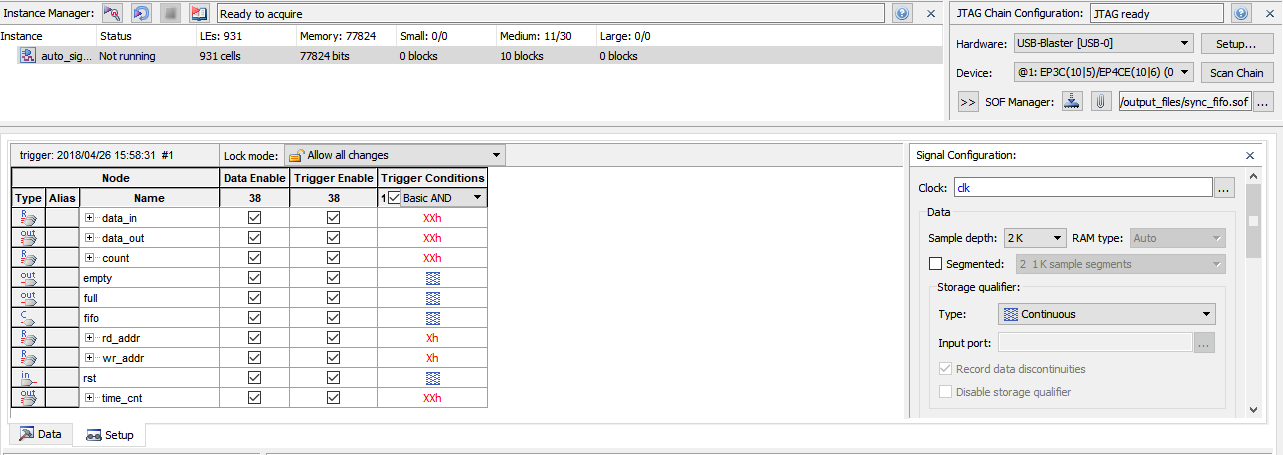 Instance Manager: Ready to acquire
Instance Status LEs: 931 Memory: 77824 Small: 0/0 Medium: 11/30 Large: 0/0
auto_sig... Not running 931 cells 77824 bits 0 blocks 10 blocks 0 blocks
JTAG Chain Configuration: JTAG ready
Hardware: USB-Blaster [USB-0] Setup...
Device: @1: EP3C(10|5)/EP4CE(10|6) (0 Scan Chain
>> SOF Manager: /output_files/sync_fifo.sof ...
trigger: 2018/04/26 15:58:31 #1 Lock mode: Allow all changes
Node Data Enable Trigger Enable Trigger Conditions
Type Alias Name 38 38 1 Basic AND
R data_in XXh
out data_out XXh
R count XXh
out empty
out full
C fifo
R rd_addr Xh
R wr_addr Xh
in rst
out time_cnt XXh
Data Setup
Signal Configuration:
Clock: clk ...
Data
Sample depth: 2 K RAM type: Auto
Segmented: 2 1 K sample segments
Storage qualifier:
Type: Continuous
Input port: ...
Record data discontinuities
Disable storage qualifier